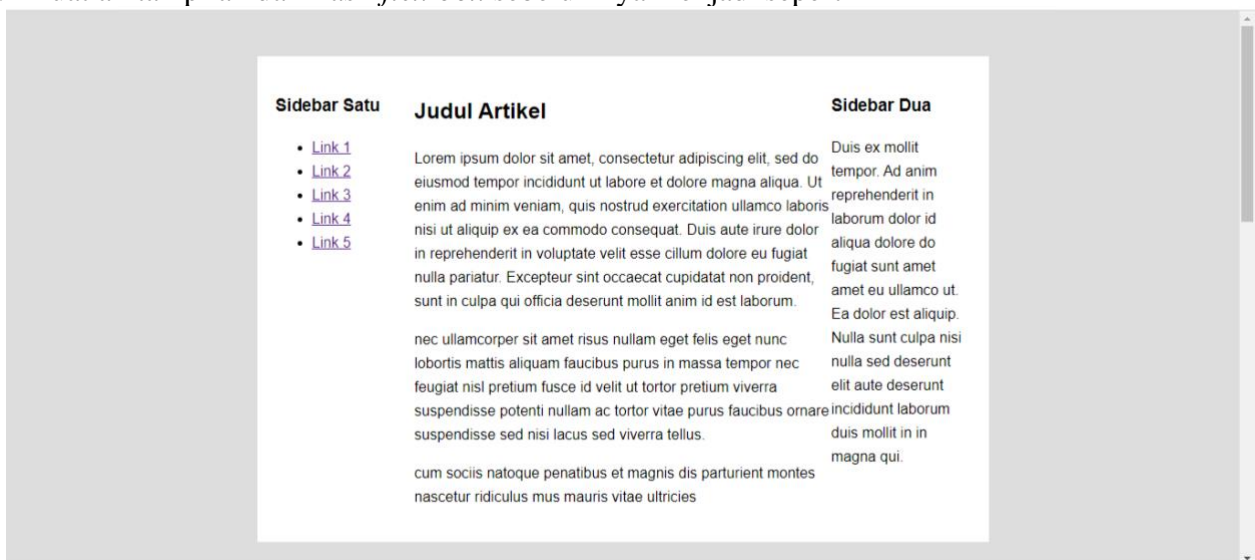 Sidebar Satu
Link 1
Link 2
Link 3
Link 4
Link 5
Judul Artikel
Lorem ipsum dolor sit amet, consectetur adipiscing elit, sed do
eiusmod tempor incididunt ut labore et dolore magna aliqua. Ut
enim ad minim veniam, quis nostrud exercitation ullamco laboris
nisi ut aliquip ex ea commodo consequat. Duis aute irure dolor
in reprehenderit in voluptate velit esse cillum dolore eu fugiat
nulla pariatur. Excepteur sint occaecat cupidatat non proident,
sunt in culpa qui officia deserunt mollit anim id est laborum.
nec ullamcorper sit amet risus nullam eget felis eget nunc
lobortis mattis aliquam faucibus purus in massa tempor nec
feugiat nisl pretium fusce id velit ut tortor pretium viverra
suspendisse potenti nullam ac tortor vitae purus faucibus ornare
suspendisse sed nisi lacus sed viverra tellus.
cum sociis natoque penatibus et magnis dis parturient montes
nascetur ridiculus mus mauris vitae ultricies
Sidebar Dua
Duis ex mollit
tempor. Ad anim
reprehenderit in
laborum dolor id
aliqua dolore do
fugiat sunt amet
amet eu ullamco ut.
Ea dolor est aliquip.
Nulla sunt culpa nisi
nulla sed deserunt
elit aute deserunt
incididunt laborum
duis mollit in in
magna qui.